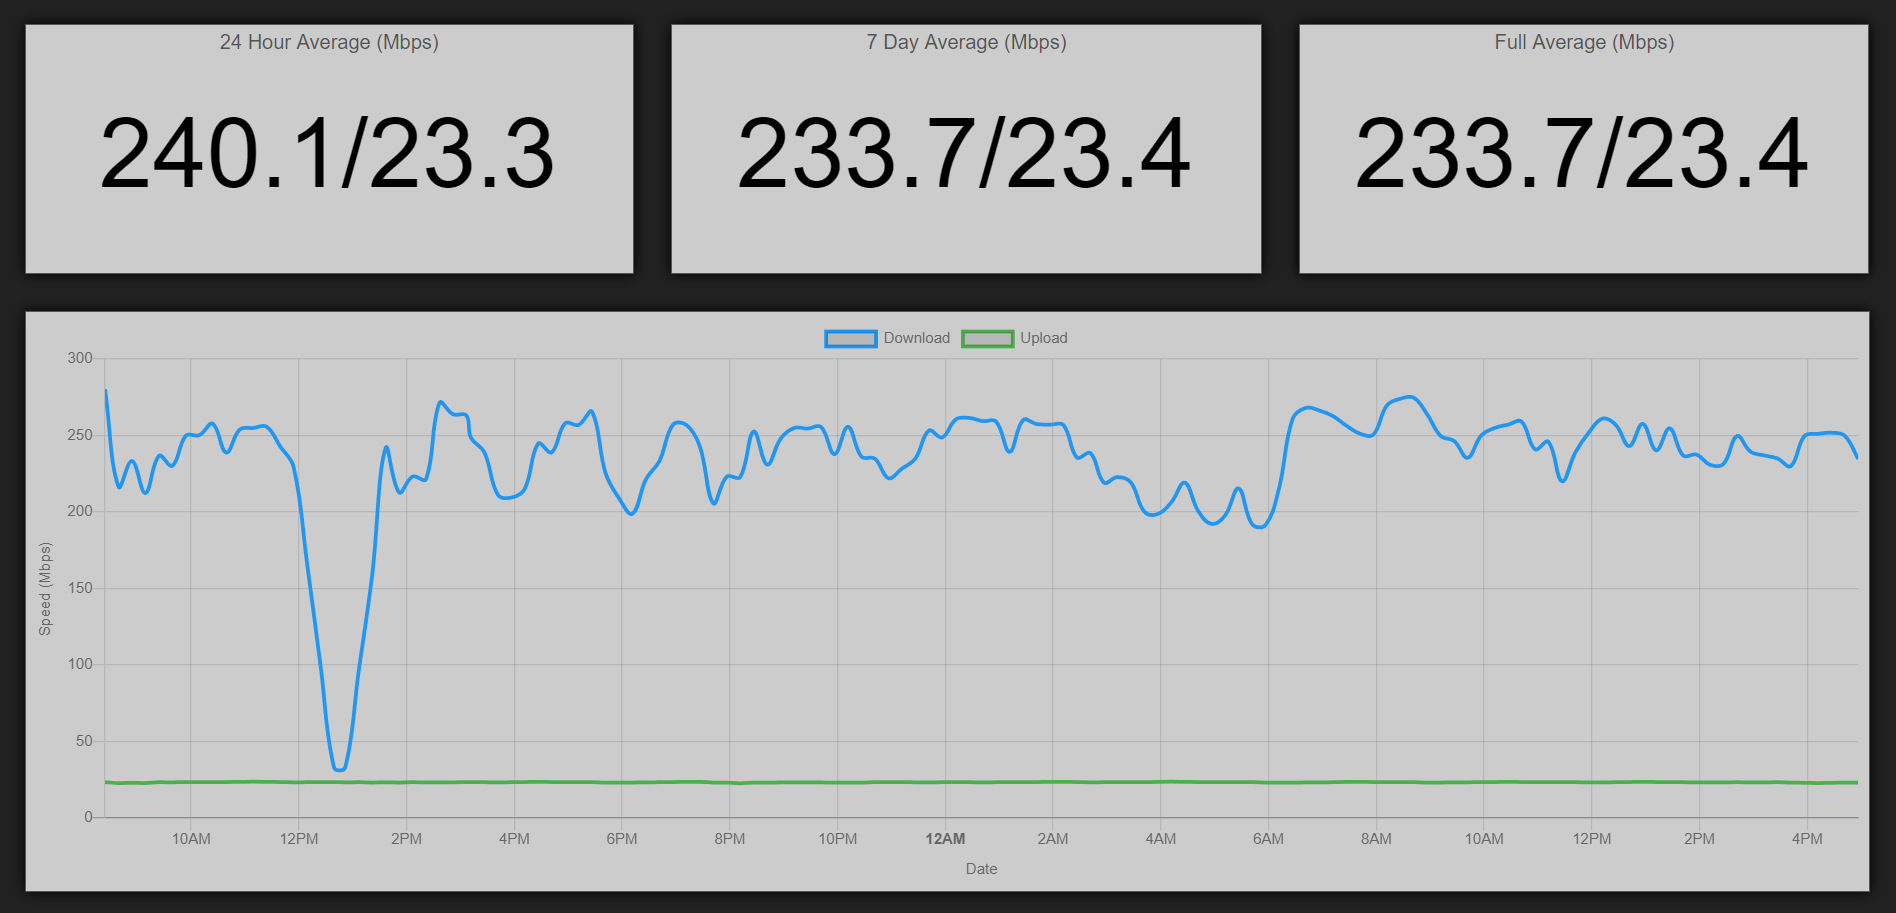 24 Hour Average (Mbps)
240.1/23.3
7 Day Average (Mbps)
233.7/23.4
Full Average (Mbps)
233.7/23.4
Download
Upload
Speed (Mbps)
300
250
200
150
100
50
0
10AM 12PM 2PM 4PM 6PM 8PM 10PM 12AM 2AM 4AM 6AM 8AM 10AM 12PM 2PM 4PM
Date